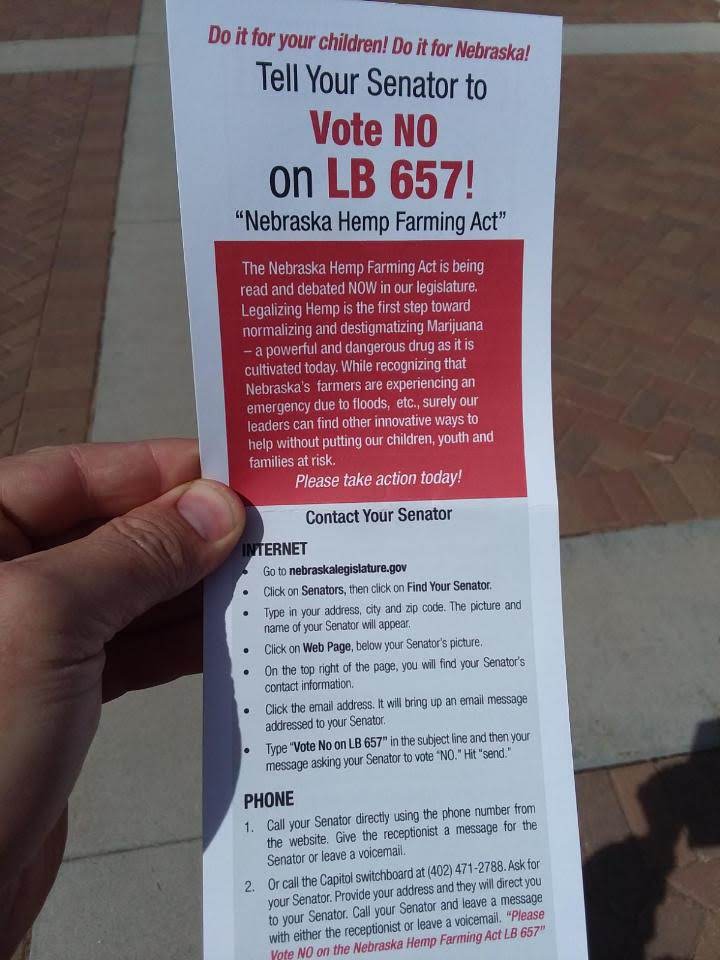 Do it for your children! Do it for Nebraska!
Tell Your Senator to
Vote NO
on LB 657!
“Nebraska Hemp Farming Act”
The Nebraska Hemp Farming Act is being
read and debated NOW in our legislature.
Legalizing Hemp is the first step toward
normalizing and destigmatizing Marijuana
– a powerful and dangerous drug as it is
cultivated today. While recognizing that
Nebraska's farmers are experiencing an
emergency due to floods, etc., surely our
leaders can find other innovative ways to
help without putting our children, youth and
families at risk.
Please take action today!
Contact Your Senator
INTERNET
• Go to nebraskalegislature.gov
• Click on Senators, then click on Find Your Senator.
• Type in your address, city and zip code. The picture and
name of your Senator will appear.
• Click on Web Page, below your Senator's picture.
• On the top right of the page, you will find your Senator's
contact information.
• Click the email address. It will bring up an email message
addressed to your Senator.
• Type “Vote No on LB 657” in the subject line and then your
message asking your Senator to vote “NO.” Hit “send.”
PHONE
1. Call your Senator directly using the phone number from
the website. Give the receptionist a message for the
Senator or leave a voicemail.
2. Or call the Capitol switchboard at (402) 471-2788. Ask for
your Senator. Provide your address and they will direct you
to your Senator. Call your Senator and leave a message
with either the receptionist or leave a voicemail. “Please
Vote NO on the Nebraska Hemp Farming Act LB 657”